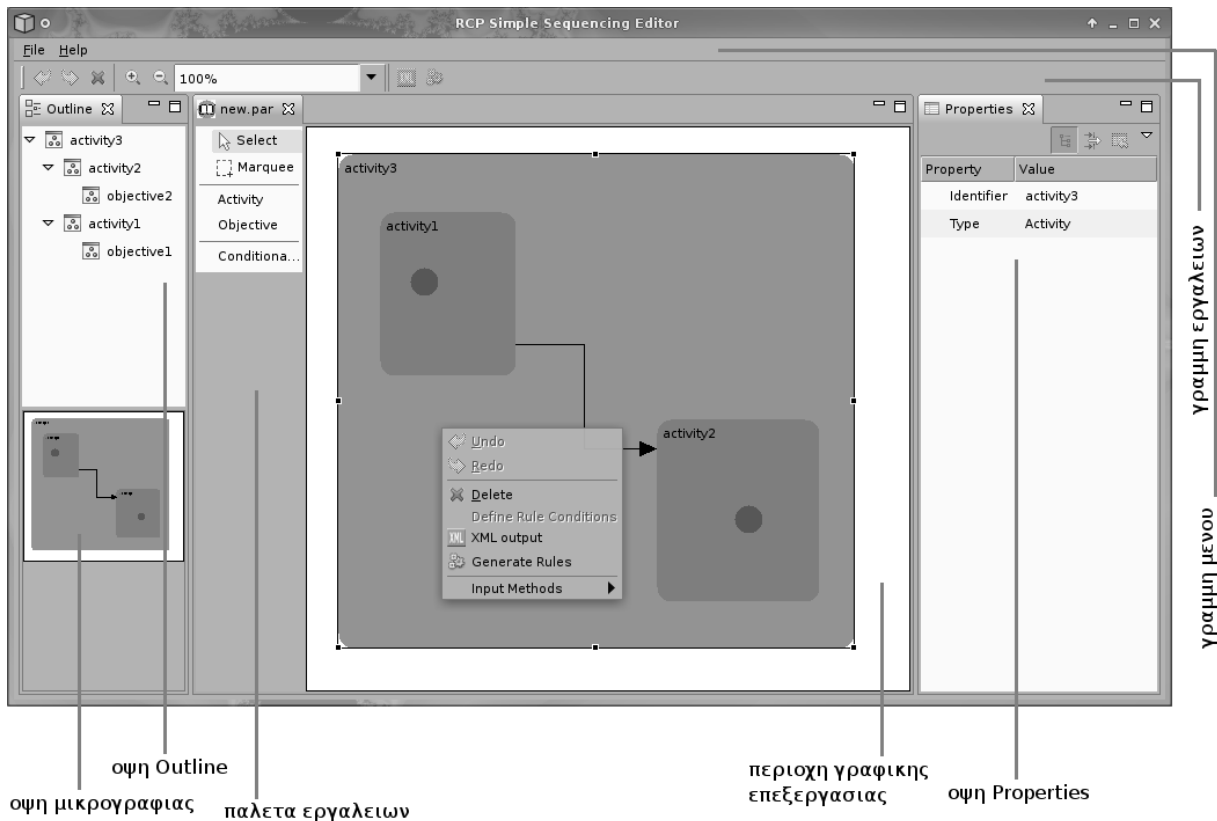 RCP Simple Sequencing Editor
File Help
100%
XML
Outline
activity3
activity2
objective2
activity1
objective1
new.par
Select
Marquee
Activity
Objective
Conditiona...
activity3
activity1
activity2
Undo
Redo
Delete
Define Rule Conditions
XML XML output
Generate Rules
Input Methods
Properties
Property Value
Identifier activity3
Type Activity
γραμμη εργαλειων
γραμμη μενου
οψη Outline
οψη μικρογραφιας
παλετα εργαλειων
περιοχη γραφικης
επεξεργασιας
οψη Properties